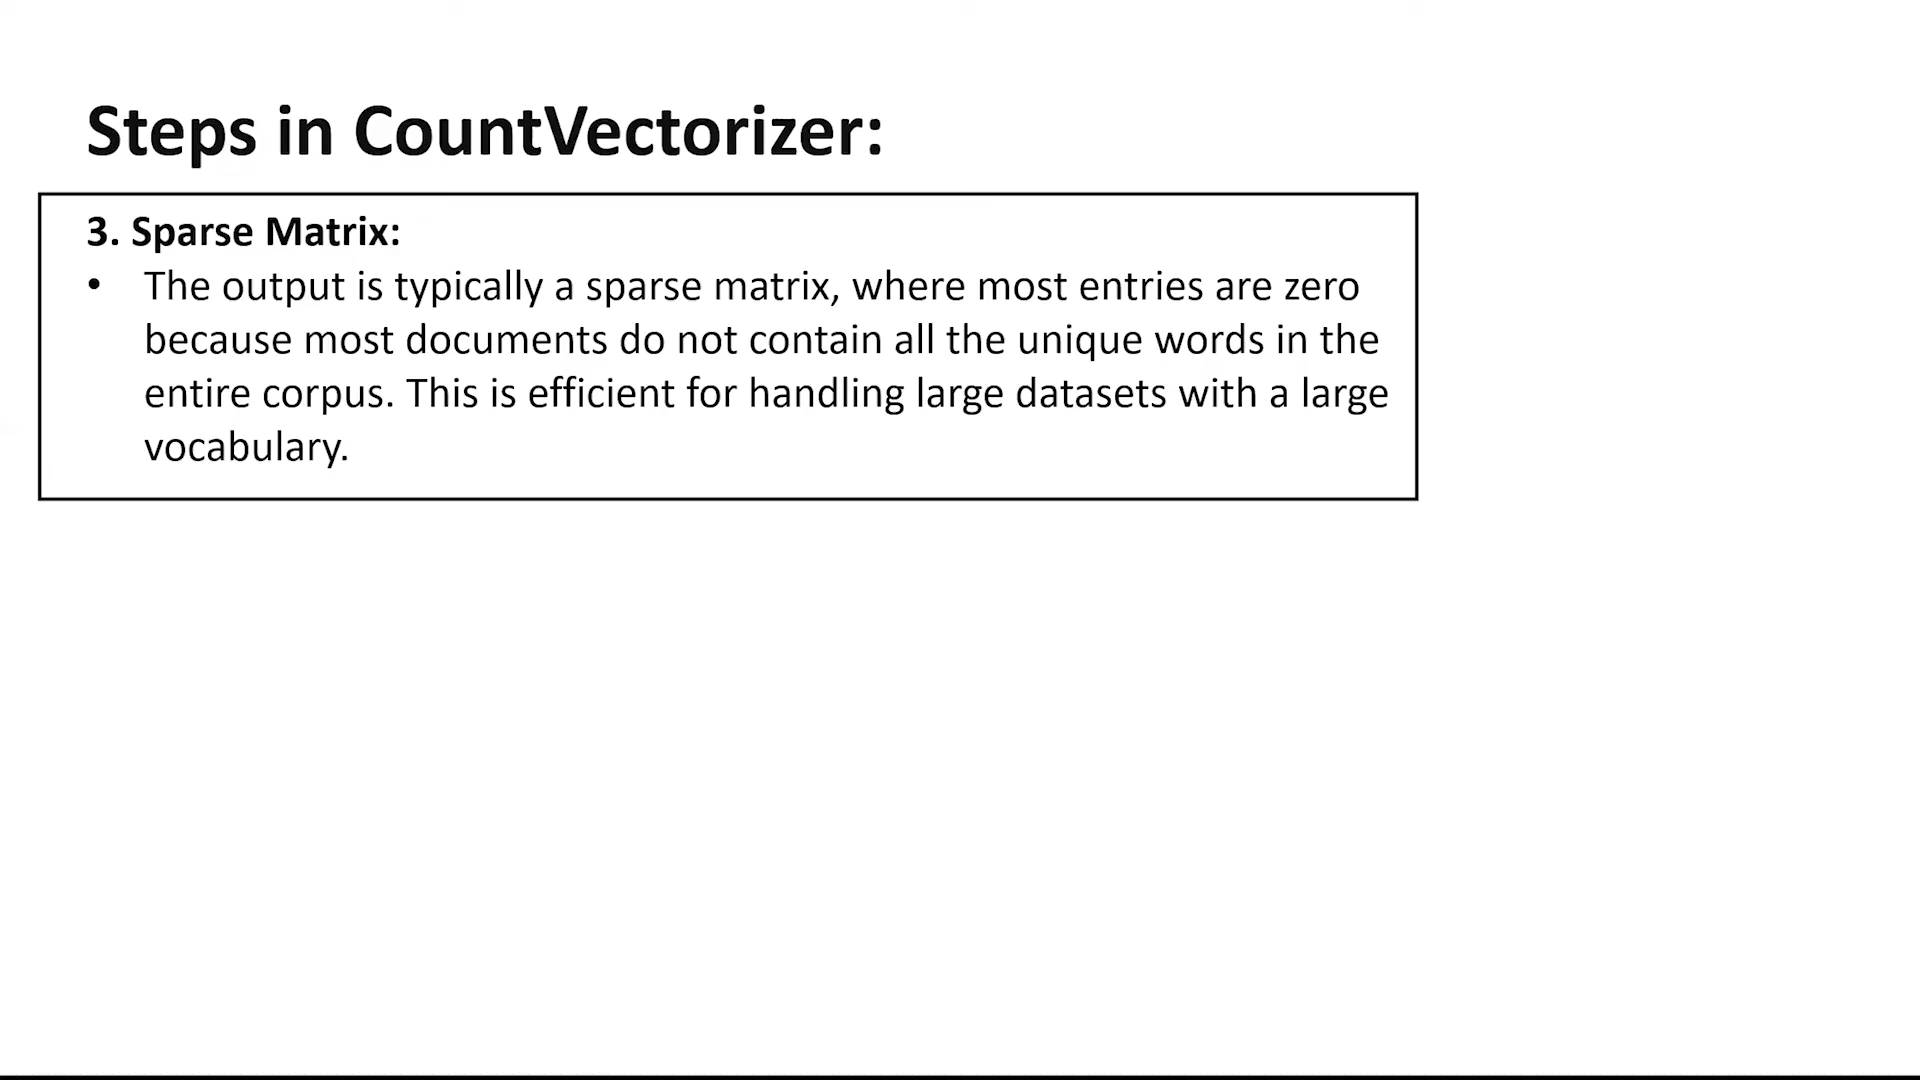 Steps in CountVectorizer:
3. Sparse Matrix:
• The output is typically a sparse matrix, where most entries are zero
because most documents do not contain all the unique words in the
entire corpus. This is efficient for handling large datasets with a large
vocabulary.